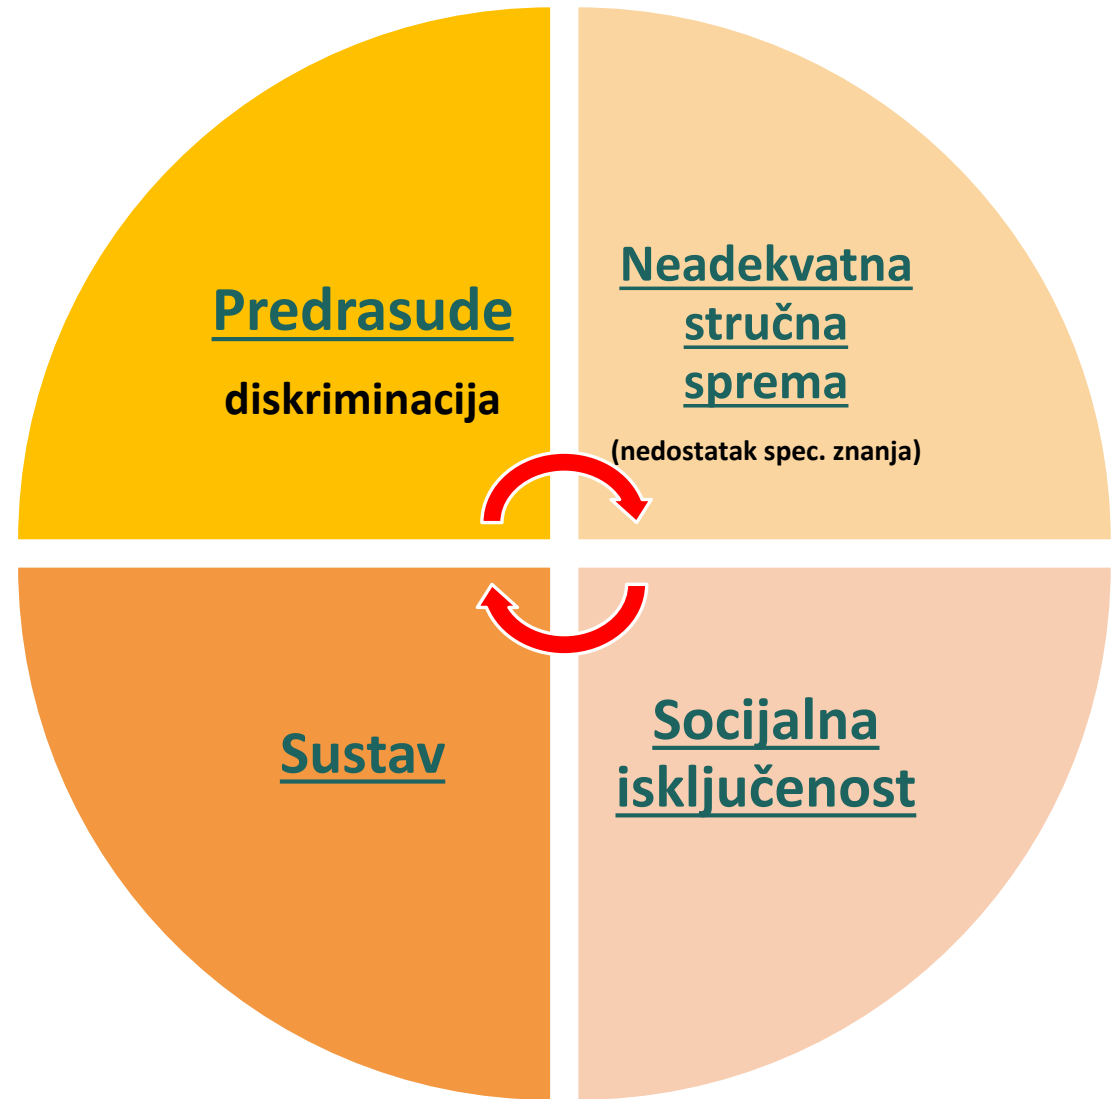 Predrasude
diskriminacija
Neadekvatna
stručna
sprema
(nedostatak spec. znanja)
Sustav
Socijalna
isključenost